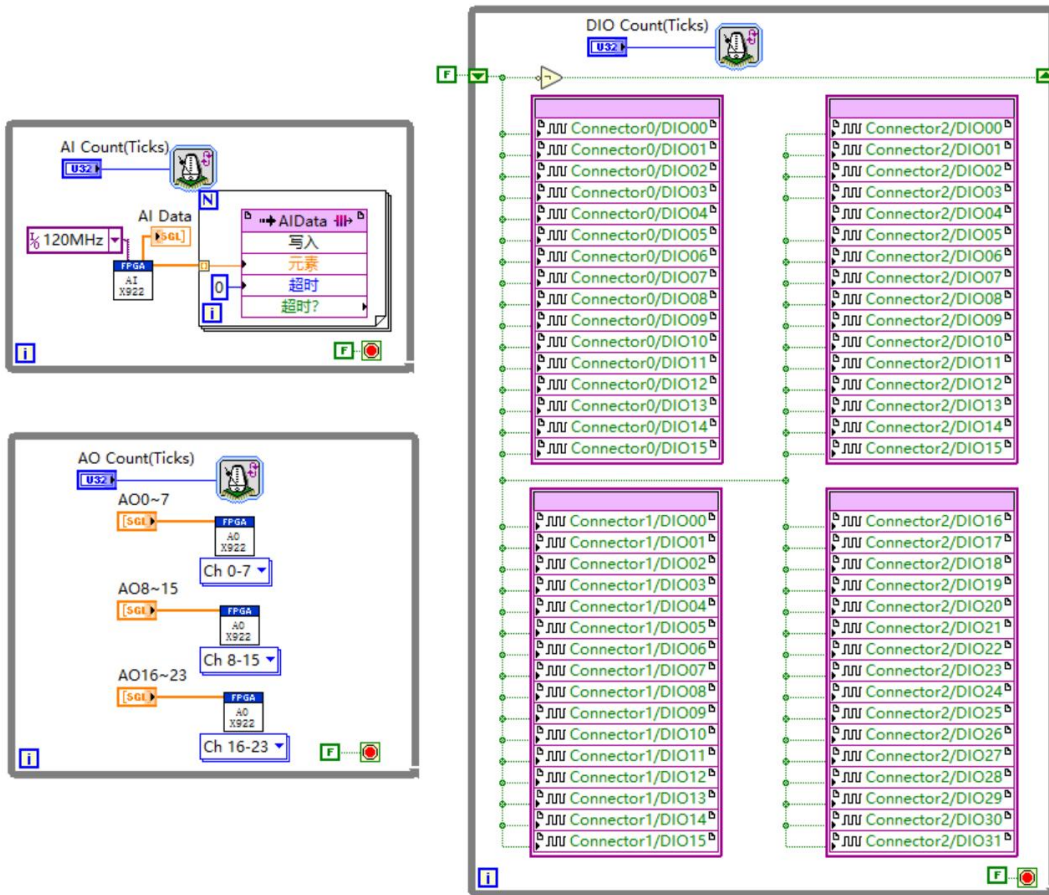 AI Count(Ticks)
U32
N
AI Data
SGL]
I/O 120MHz
FPGA
AI
X922
AIData
写入
元素
0
超时
超时?
i
i
F
AO Count(Ticks)
U32
AO0~7
[SGL
FPGA
AO
X922
Ch 0-7
AO8~15
[SGL
FPGA
AO
X922
Ch 8-15
AO16~23
[SGL
FPGA
AO
X922
Ch 16-23
i
F
DIO Count(Ticks)
U32
F
Connector0/DIO00
Connector0/DIO01
Connector0/DIO02
Connector0/DIO03
Connector0/DIO04
Connector0/DIO05
Connector0/DIO06
Connector0/DIO07
Connector0/DIO08
Connector0/DIO09
Connector0/DIO10
Connector0/DIO11
Connector0/DIO12
Connector0/DIO13
Connector0/DIO14
Connector0/DIO15
Connector2/DIO00
Connector2/DIO01
Connector2/DIO02
Connector2/DIO03
Connector2/DIO04
Connector2/DIO05
Connector2/DIO06
Connector2/DIO07
Connector2/DIO08
Connector2/DIO09
Connector2/DIO10
Connector2/DIO11
Connector2/DIO12
Connector2/DIO13
Connector2/DIO14
Connector2/DIO15
Connector1/DIO00
Connector1/DIO01
Connector1/DIO02
Connector1/DIO03
Connector1/DIO04
Connector1/DIO05
Connector1/DIO06
Connector1/DIO07
Connector1/DIO08
Connector1/DIO09
Connector1/DIO10
Connector1/DIO11
Connector1/DIO12
Connector1/DIO13
Connector1/DIO14
Connector1/DIO15
Connector2/DIO16
Connector2/DIO17
Connector2/DIO18
Connector2/DIO19
Connector2/DIO20
Connector2/DIO21
Connector2/DIO22
Connector2/DIO23
Connector2/DIO24
Connector2/DIO25
Connector2/DIO26
Connector2/DIO27
Connector2/DIO28
Connector2/DIO29
Connector2/DIO30
Connector2/DIO31
i
F